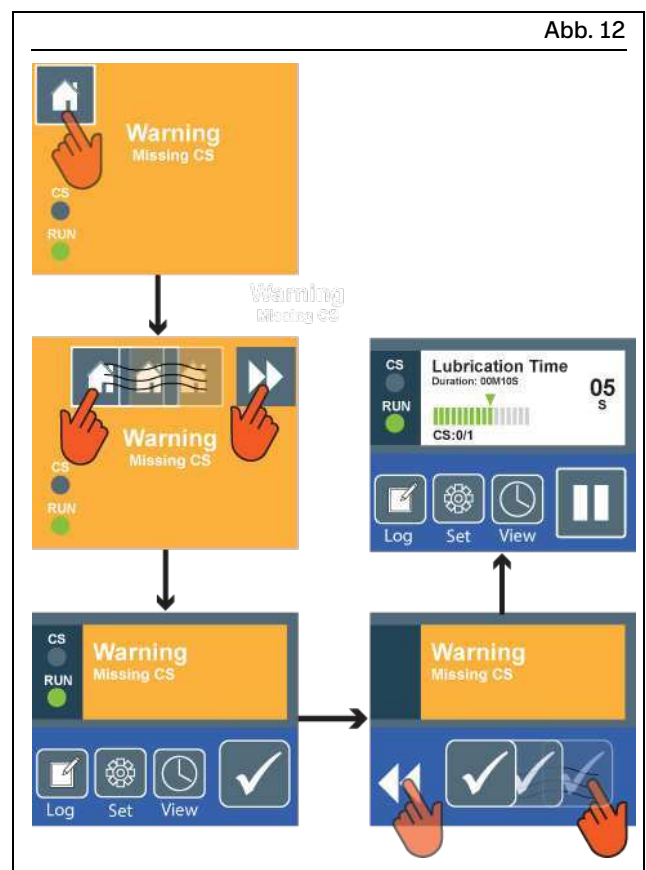 Abb. 12
Warning
Missing CS
CS
RUN
Warning
Missing CS
Warning
Missing CS
CS
RUN
CS
RUN
Lubrication Time
Duration: 00M10S
05
S
CS:0/1
Log Set View
CS
RUN
Warning
Missing CS
Log Set View
Warning
Missing CS